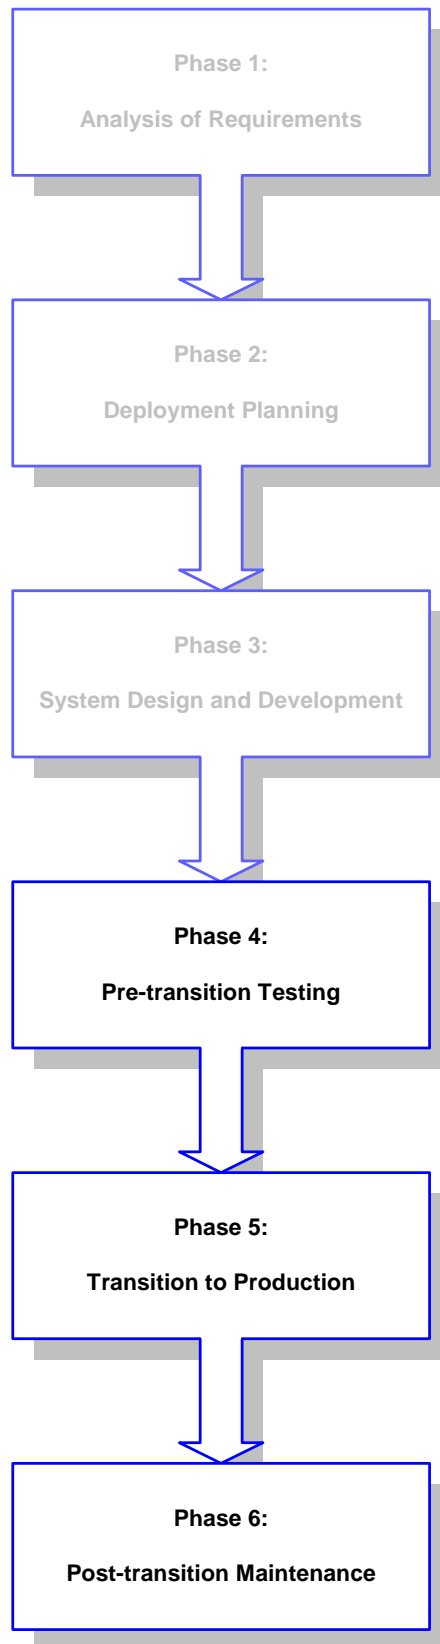 Phase 1:
Analysis of Requirements
Phase 2:
Deployment Planning
Phase 3:
System Design and Development
Phase 4:
Pre-transition Testing
Phase 5:
Transition to Production
Phase 6:
Post-transition Maintenance